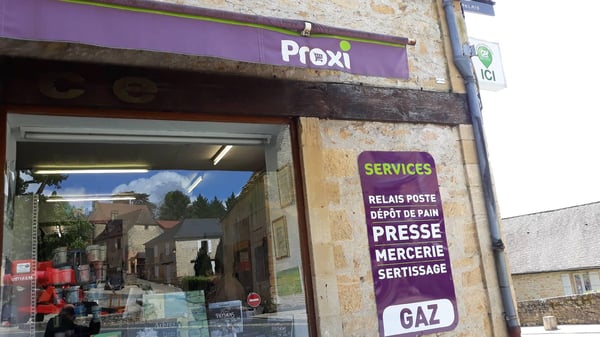 Proxi
ICI
SERVICES
RELAIS POSTE
DÉPÔT DE PAIN
PRESSE
MERCERIE
SERTISSAGE
GAZ